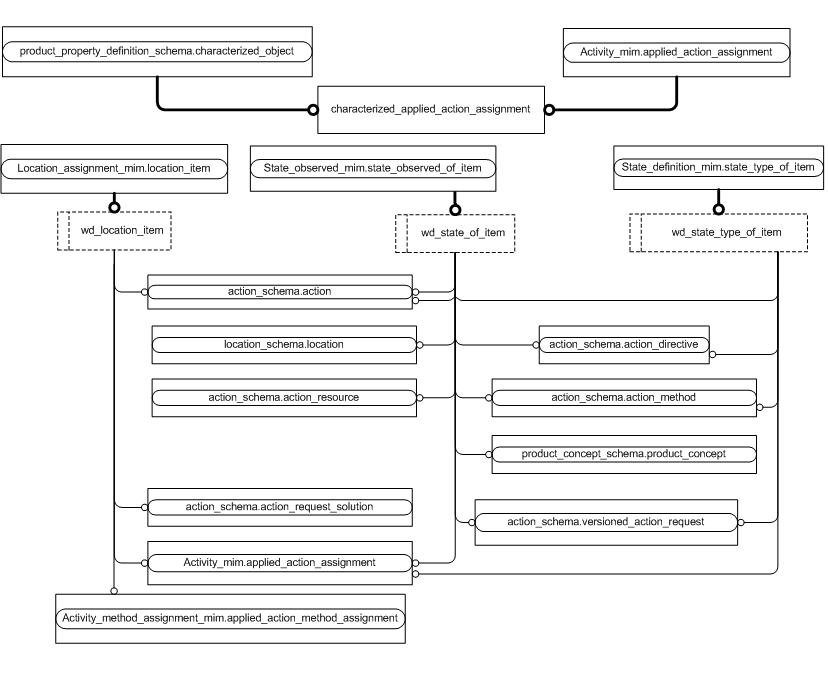 product_property_definition_schema.characterized_object
Activity_mim.applied_action_assignment
characterized_applied_action_assignment
Location_assignment_mim.location_item
State_observed_mim.state_observed_of_item
State_definition_mim.state_type_of_item
wd_location_item
wd_state_of_item
wd_state_type_of_item
action_schema.action
location_schema.location
action_schema.action_directive
action_schema.action_resource
action_schema.action_method
product_concept_schema.product_concept
action_schema.action_request_solution
action_schema.versioned_action_request
Activity_mim.applied_action_assignment
Activity_method_assignment_mim.applied_action_method_assignment